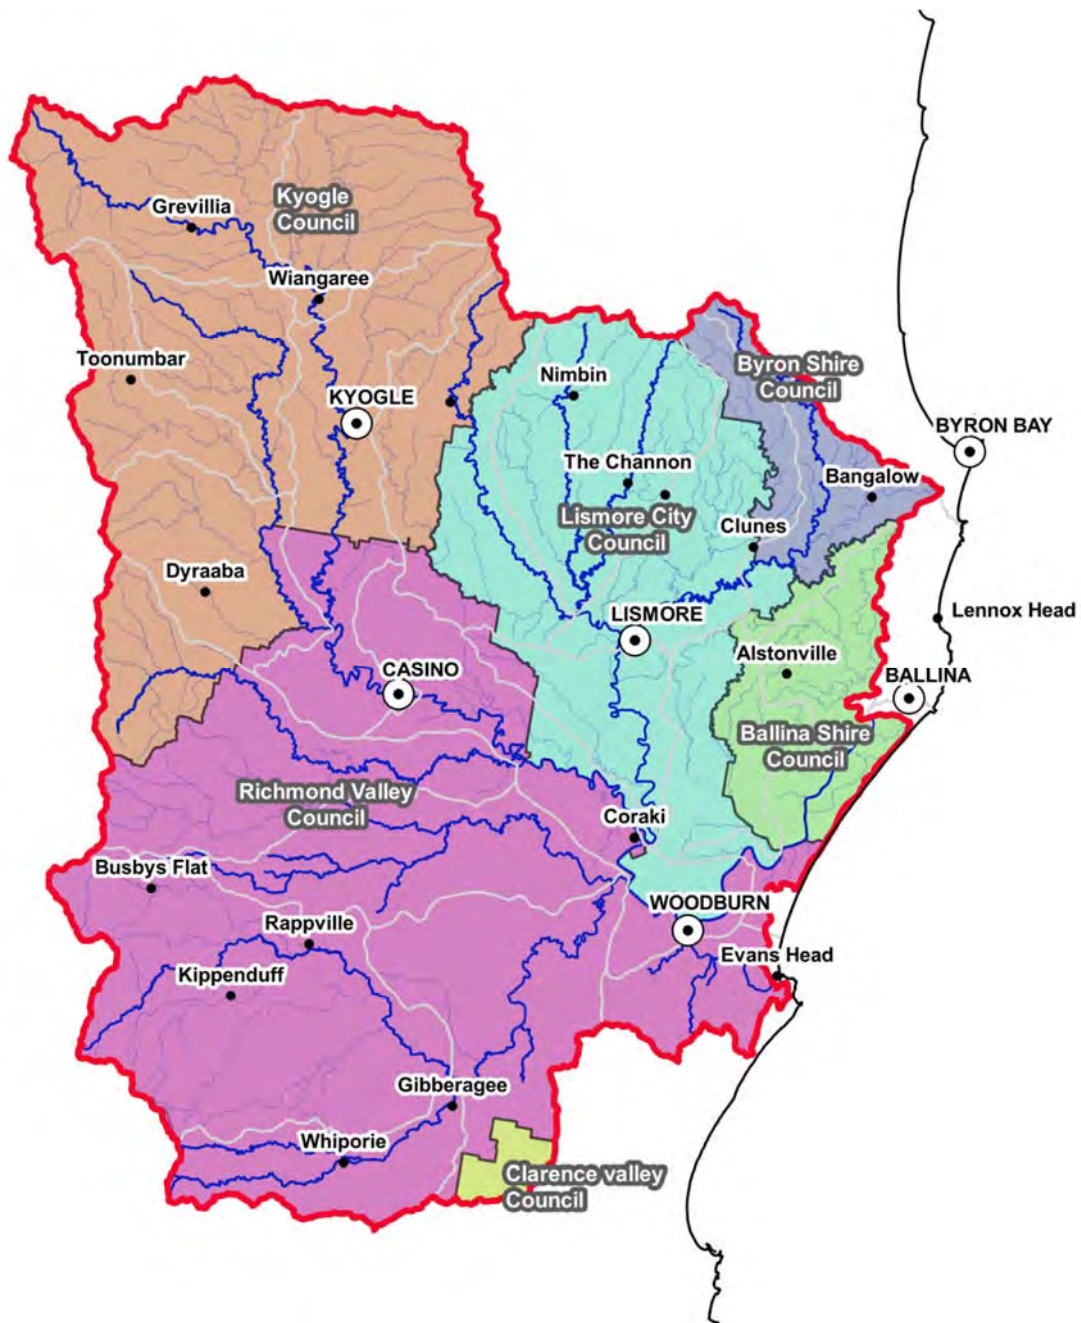 Kyogle
Council
Grevillia
Wiangaree
Toonumbar
KYOGLE
Nimbin
Byron Shire
Council
BYRON BAY
The Channon
Bangalow
Lismore City
Council
Clunes
Dyraaba
LISMORE
Lennox Head
Alstonville
CASINO
BALLINA
Ballina Shire
Council
Richmond Valley
Council
Coraki
Busbys Flat
WOODBURN
Rappville
Evans Head
Kippenduff
Gibberagee
Whiporie
Clarence valley
Council